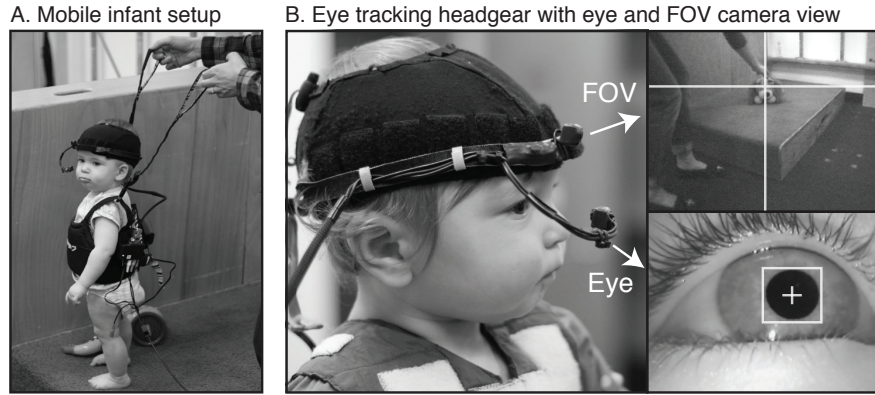 A. Mobile infant setup
B. Eye tracking headgear with eye and FOV camera view
FOV
Eye